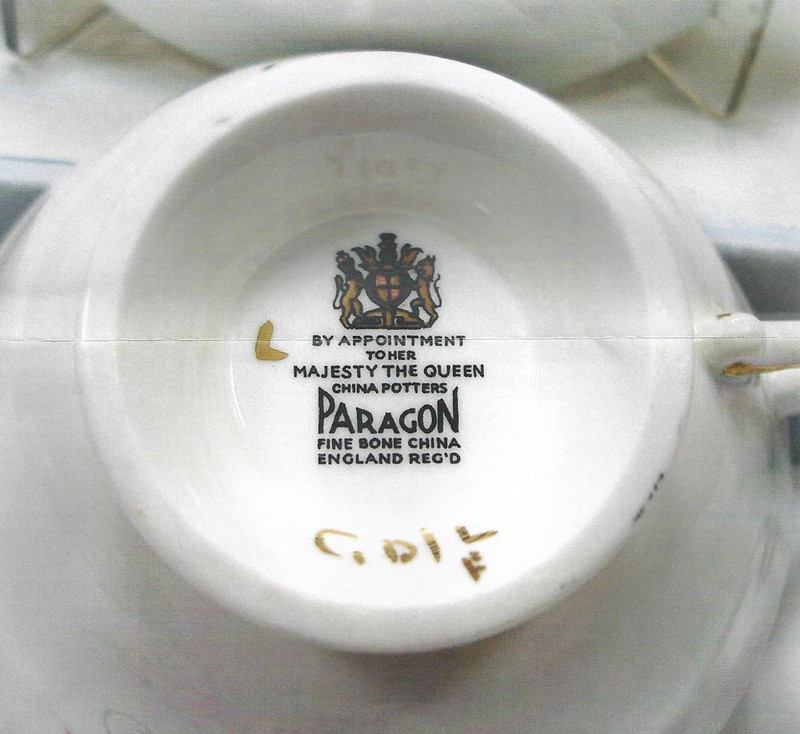 L
BY APPOINTMENT
TO HER
MAJESTY THE QUEEN
CHINA POTTERS
PARAGON
FINE BONE CHINA
ENGLAND REG'D